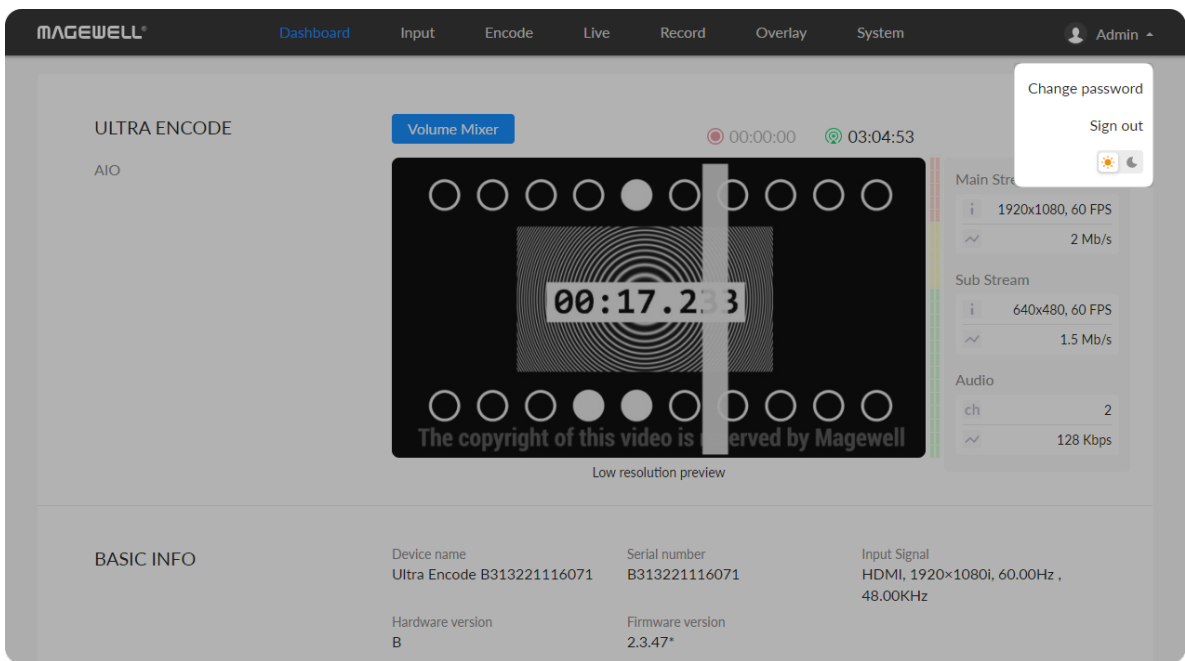 MAGEWELL®
Dashboard Input Encode Live Record Overlay System Admin
Change password
Sign out
ULTRA ENCODE
AIO
Volume Mixer
00:00:00 03:04:53
00:17.233
The copyright of this video is reserved by Magewell
Low resolution preview
Main Stre
i 1920x1080, 60 FPS
2 Mb/s
Sub Stream
i 640x480, 60 FPS
1.5 Mb/s
Audio
ch 2
128 Kbps
BASIC INFO
Device name
Ultra Encode B313221116071
Serial number
B313221116071
Input Signal
HDMI, 1920×1080i, 60.00Hz ,
48.00KHz
Hardware version
B
Firmware version
2.3.47*